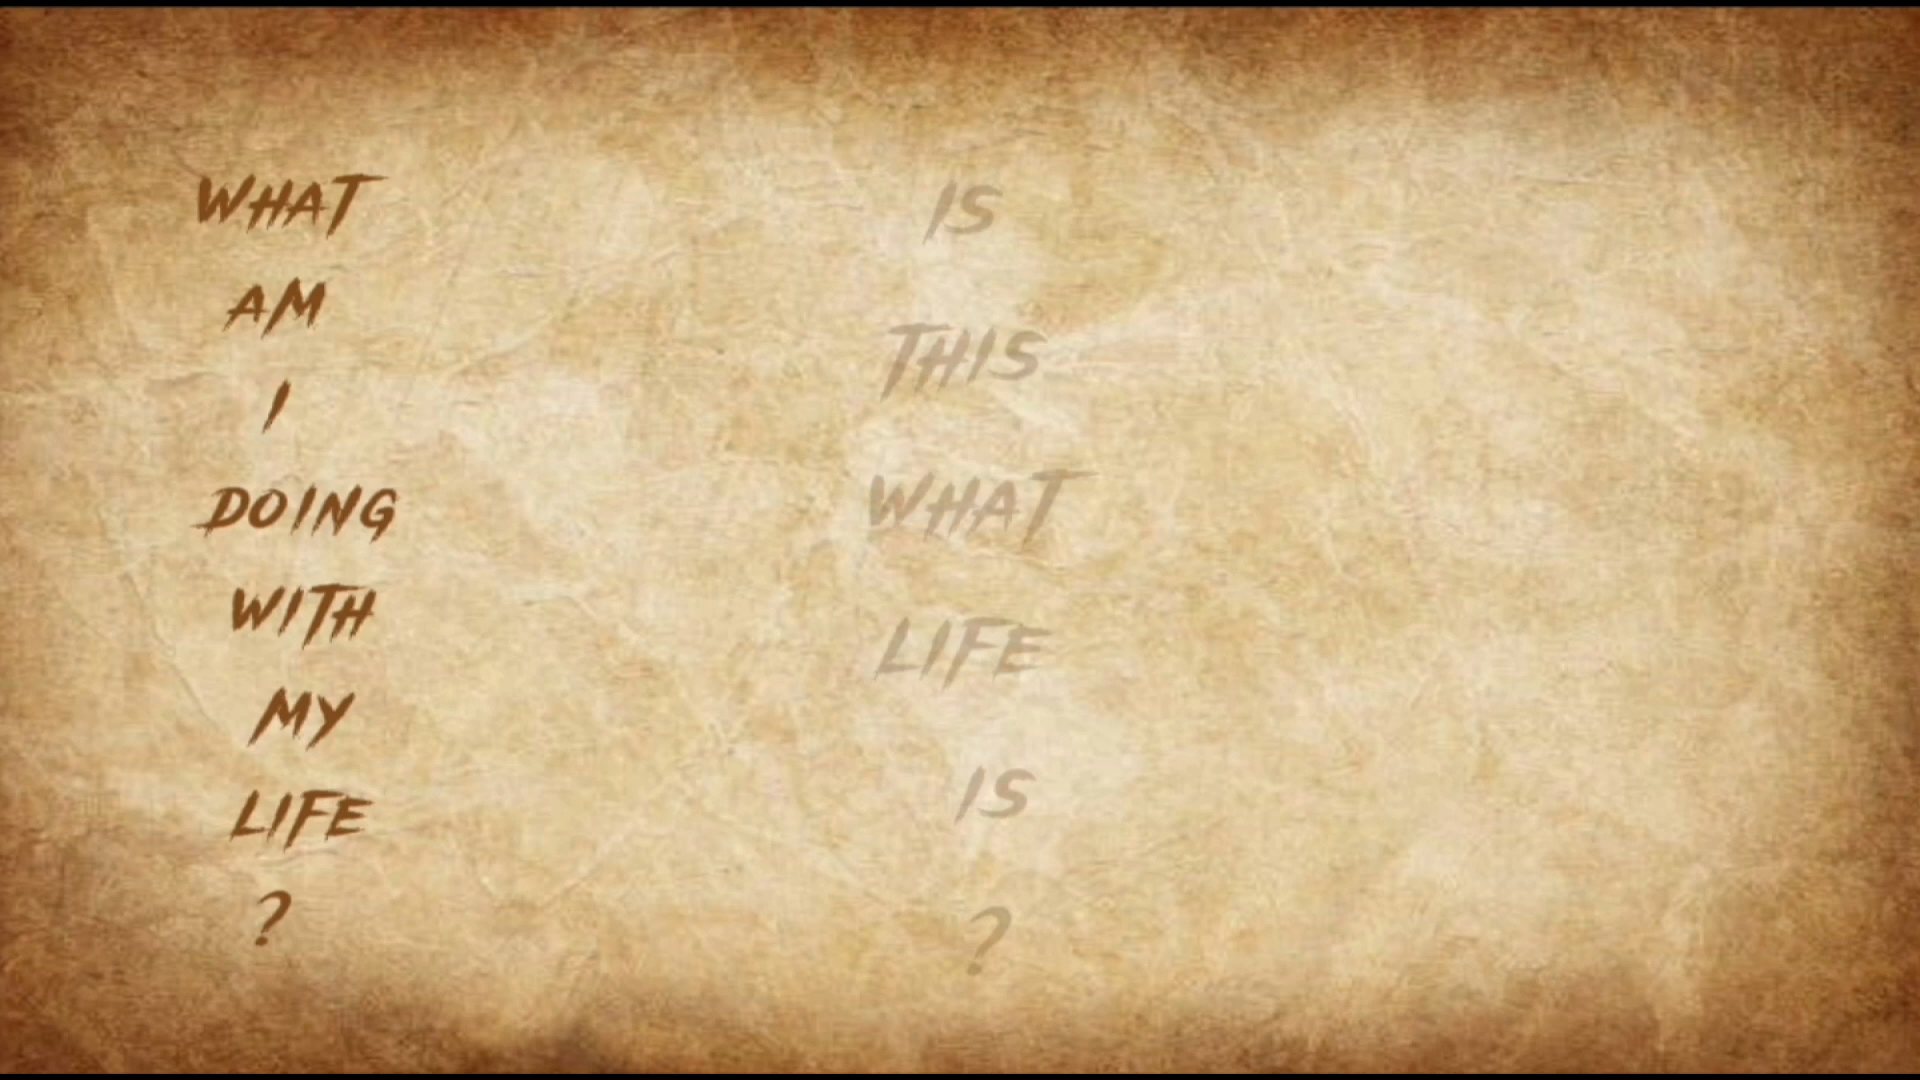 WHAT
AM
I
DOING
WITH
MY
LIFE
?
IS
THIS
WHAT
LIFE
IS
?